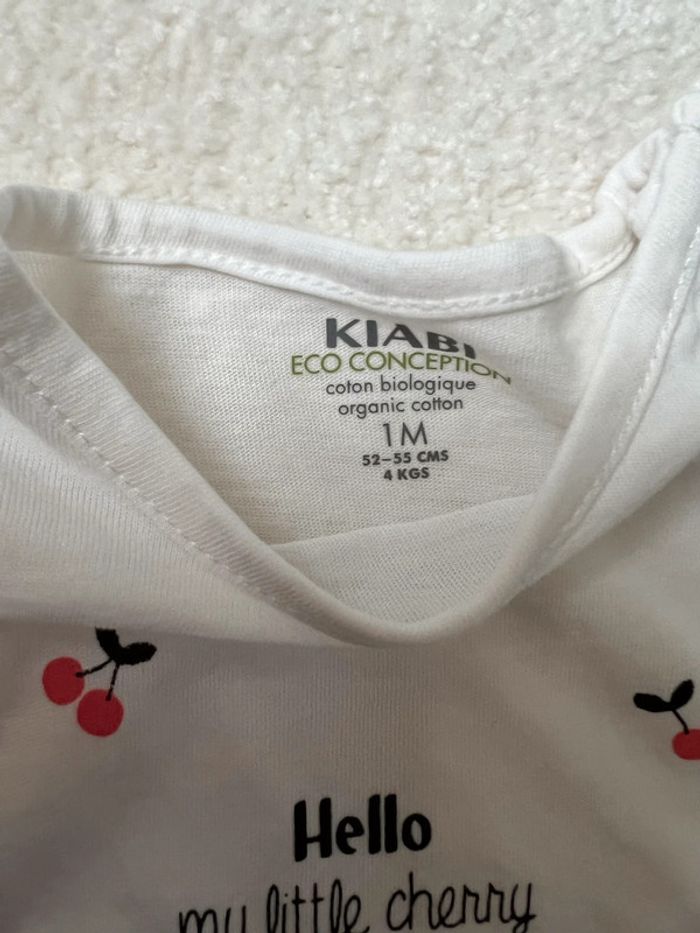 KIABI
ECO CONCEPTION
coton biologique
organic cotton
1M
52–55 CMS
4 KGS
Hello
my little cherry